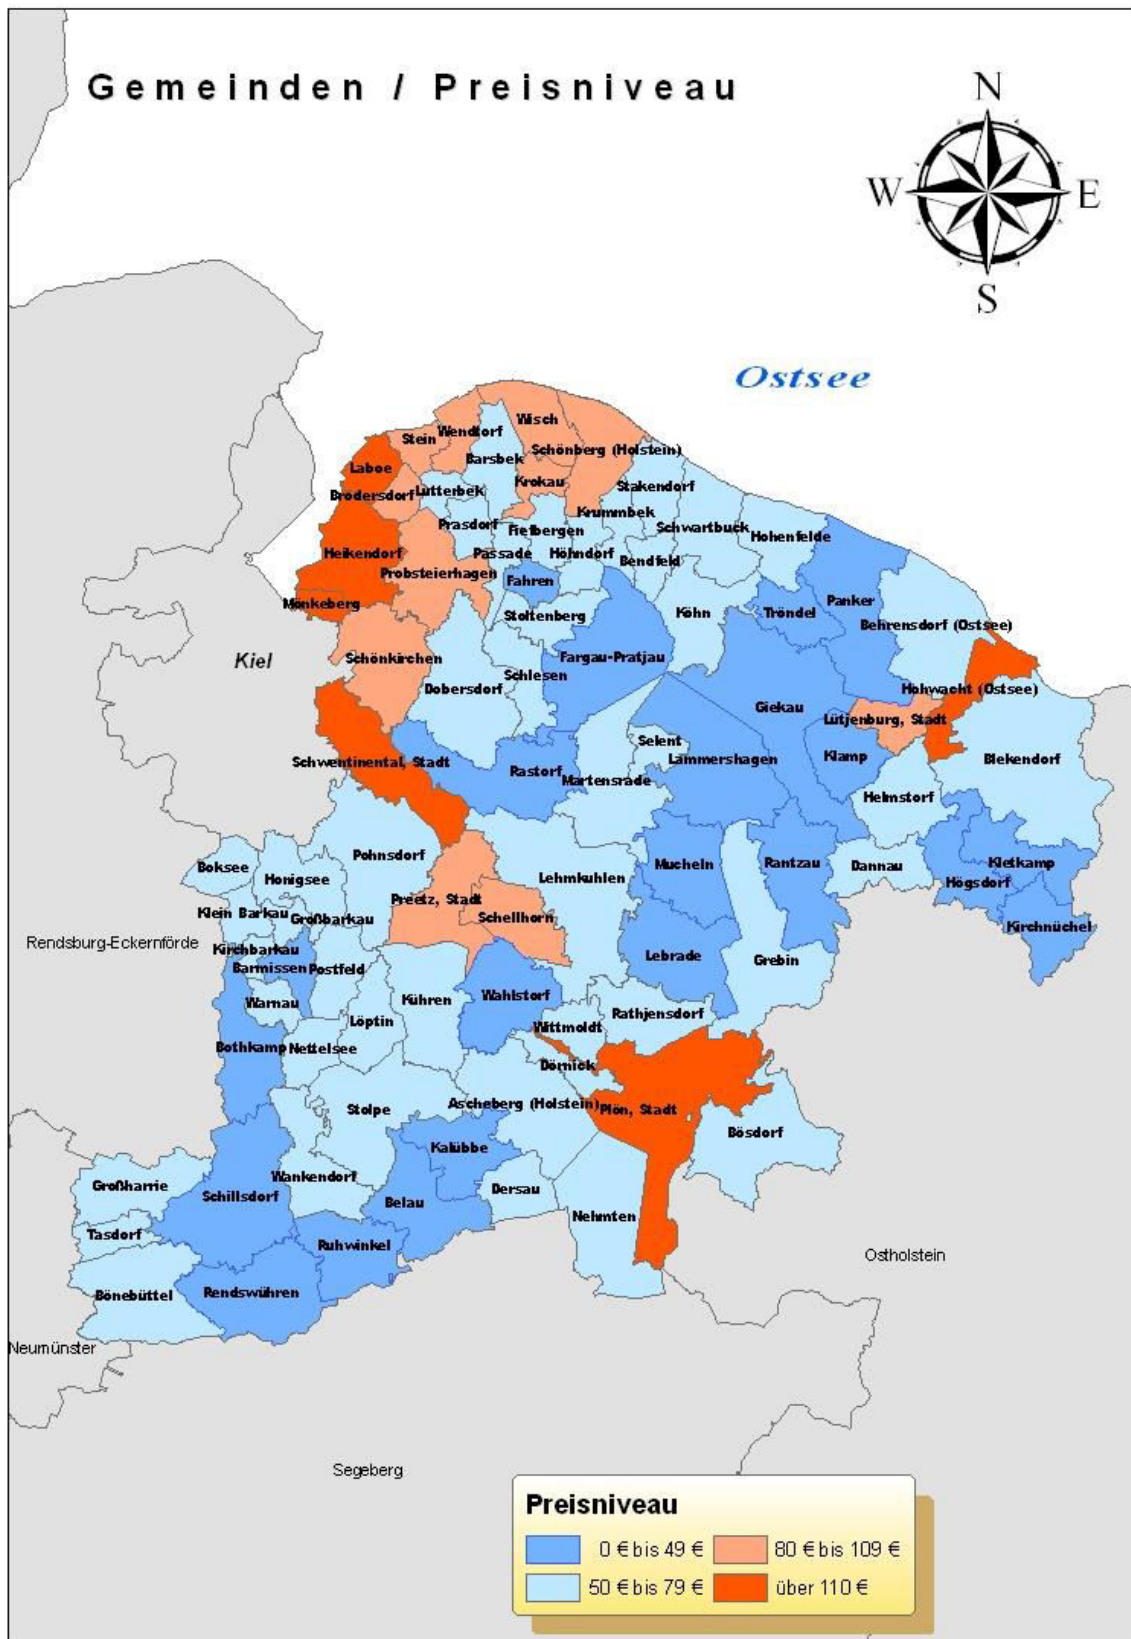 Gemeinden / Preisniveau
N
W E
S
Ostsee
Wisch
Wendtorf
Stein
Schönberg (Holstein)
Barsbek
Laboe
Krokau
Stakendorf
Lutterbek
Brodersdorf
Krummbek
Prasdorf
Fiefbergen
Schwartbuck
Hohenfelde
Heikendorf
Passade
Höhndorf
Bendfeld
Probsteierhagen
Fahren
Mönkeberg
Panker
Tröndel
Stoltenberg
Köhn
Behrensdorf (Ostsee)
Kiel
Schönkirchen
Fargau-Pratjau
Schlesen
Dobersdorf
Hohwacht (Ostsee)
Giekau
Lütjenburg, Stadt
Selent
Klamp
Blekendorf
Schwentinental, Stadt
Lammershagen
Rastorf
Martensrade
Helmstorf
Pohnsdorf
Boksee
Honigsee
Mucheln
Rantzau
Dannau
Kletkamp
Lehmkuhlen
Högsdorf
Preetz, Stadt
Klein Barkau
Großbarkau
Schellhorn
Kirchnüchel
Rendsburg-Eckernförde
Kirchbarkau
Lebrade
Grebin
Barmissen
Postfeld
Wahlstorf
Kühren
Warnau
Rathjensdorf
Löptin
Wittmoldt
Bothkamp
Nettelsee
Dörnick
Stolpe
Ascheberg (Holstein)
Plön, Stadt
Bösdorf
Kalübbe
Wankendorf
Großharrie
Dersau
Schillsdorf
Belau
Nehmten
Tasdorf
Ruhwinkel
Ostholstein
Bönebüttel
Rendswühren
Neumünster
Segeberg
Preisniveau
0 € bis 49 €
80 € bis 109 €
50 € bis 79 €
über 110 €